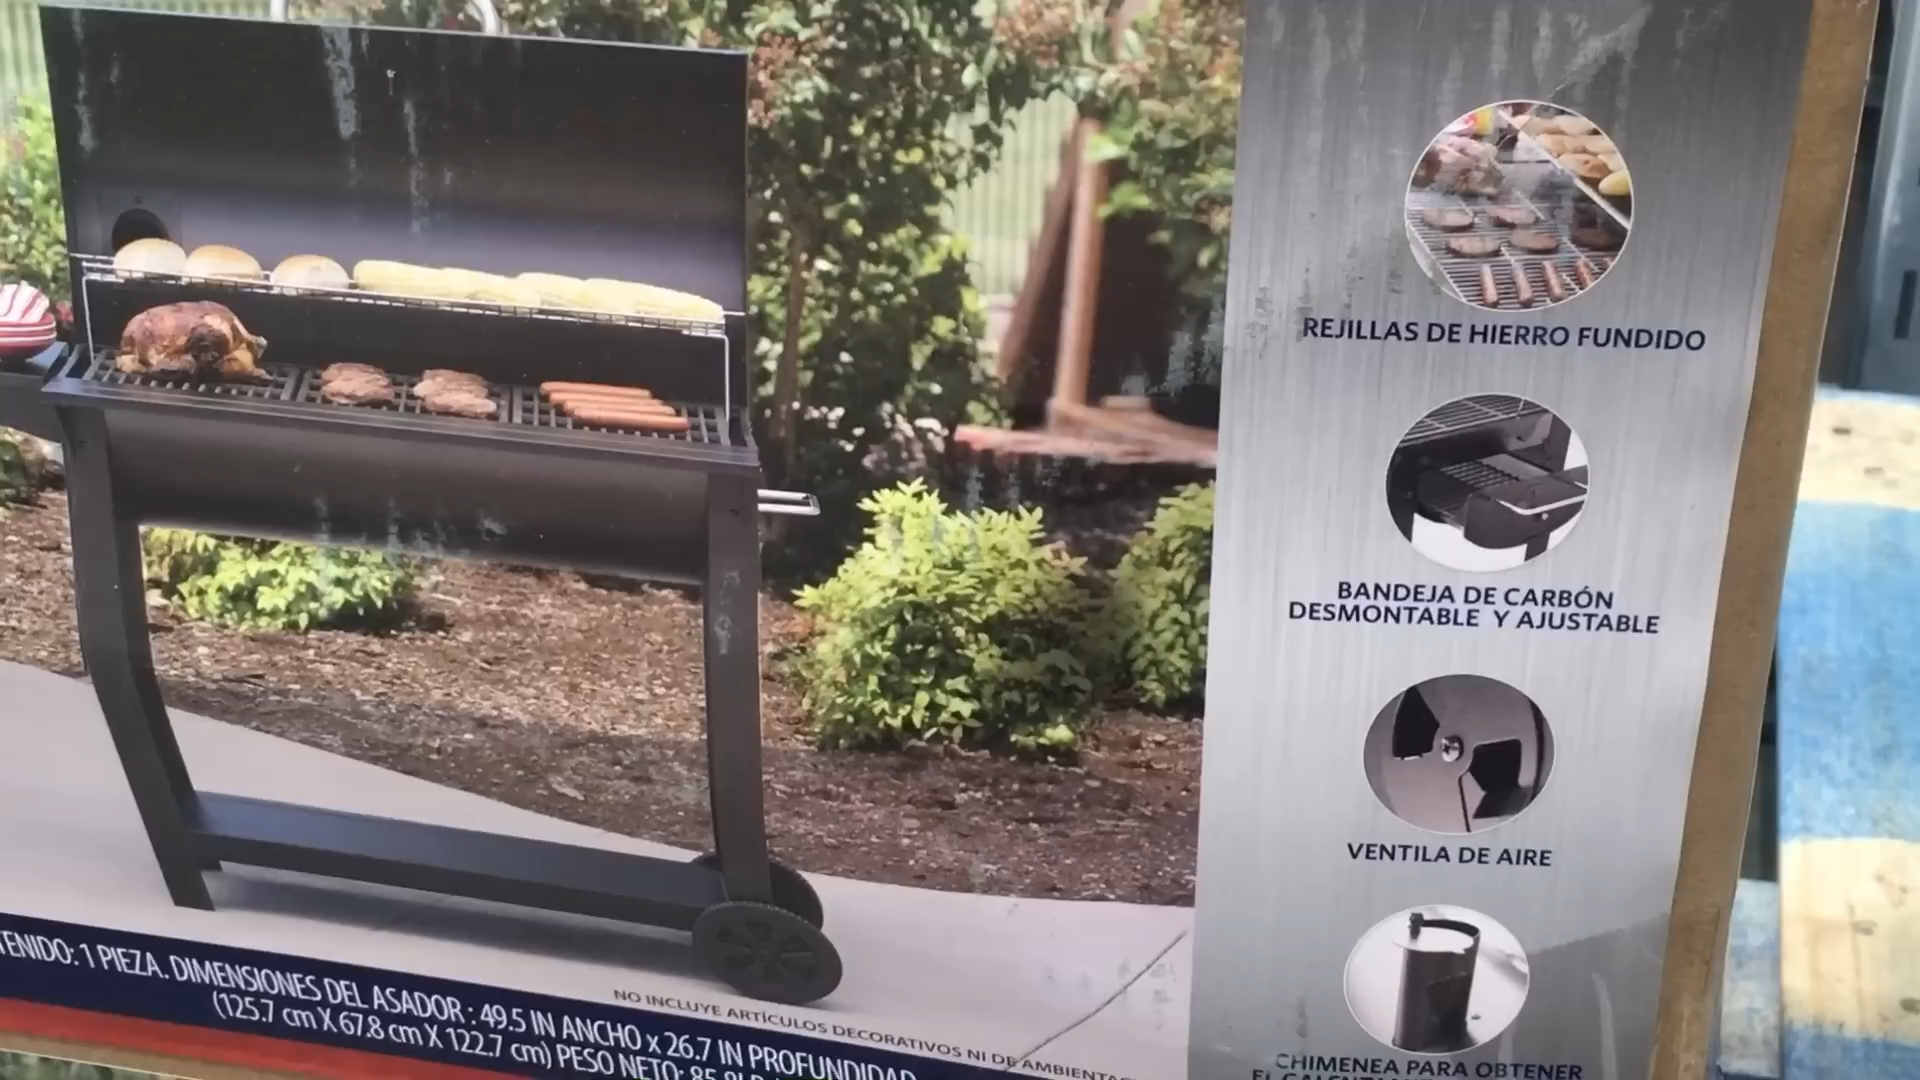 REJILLAS DE HIERRO FUNDIDO
BANDEJA DE CARBÓN
DESMONTABLE Y AJUSTABLE
VENTILA DE AIRE
CHIMENEA PARA OBTENER
NO INCLUYE ARTÍCULOS DECORATIVOS NI DE
1 PIEZA. DIMENSIONES DEL ASADOR : 49.5 IN ANCHO x 26.7 IN PROFUNDIDAD
(125.7 cm X 67.8 cm X 122.7 cm) PESO NETO: